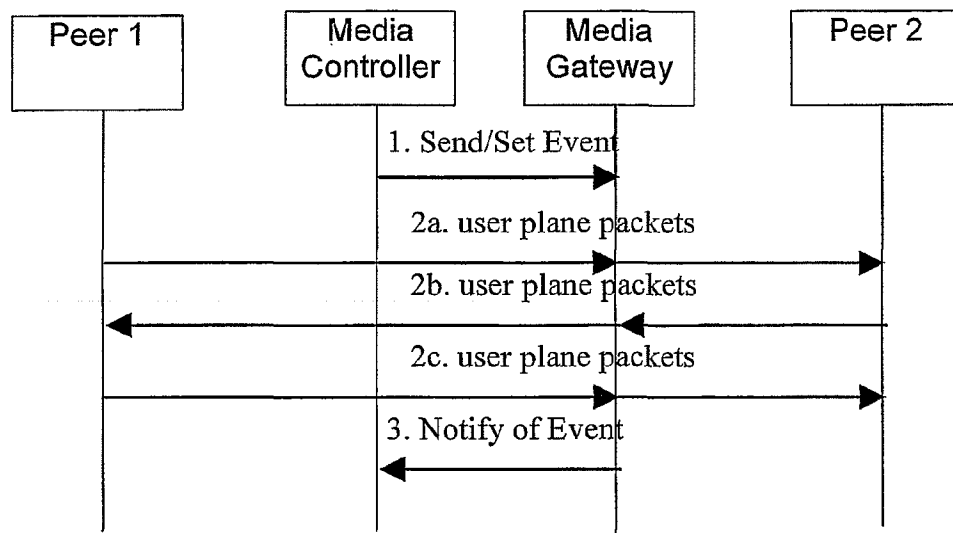 Peer 1
Media
Controller
Media
Gateway
Peer 2
1. Send/Set Event
2a. user plane packets
2b. user plane packets
2c. user plane packets
3. Notify of Event